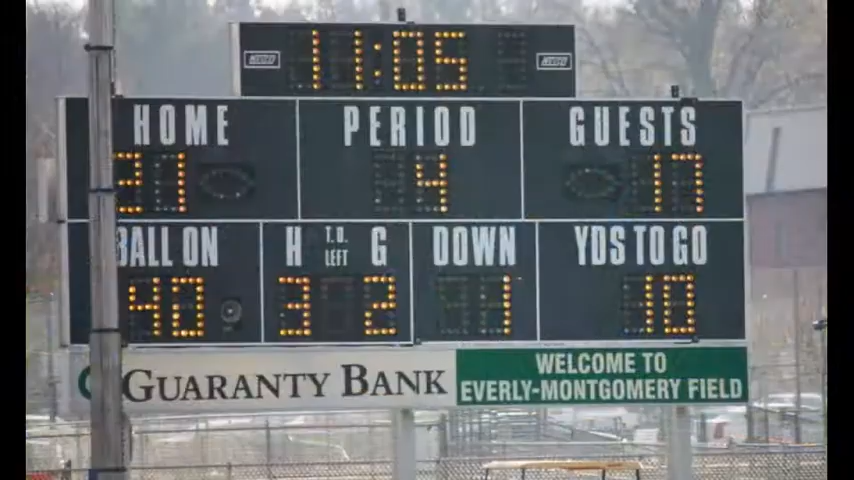 11:05
HOME PERIOD GUESTS
21 4 17
BALL ON H T.O. LEFT G DOWN YDS TO GO
40 3 2 1 10
GUARANTY BANK
WELCOME TO
EVERLY-MONTGOMERY FIELD